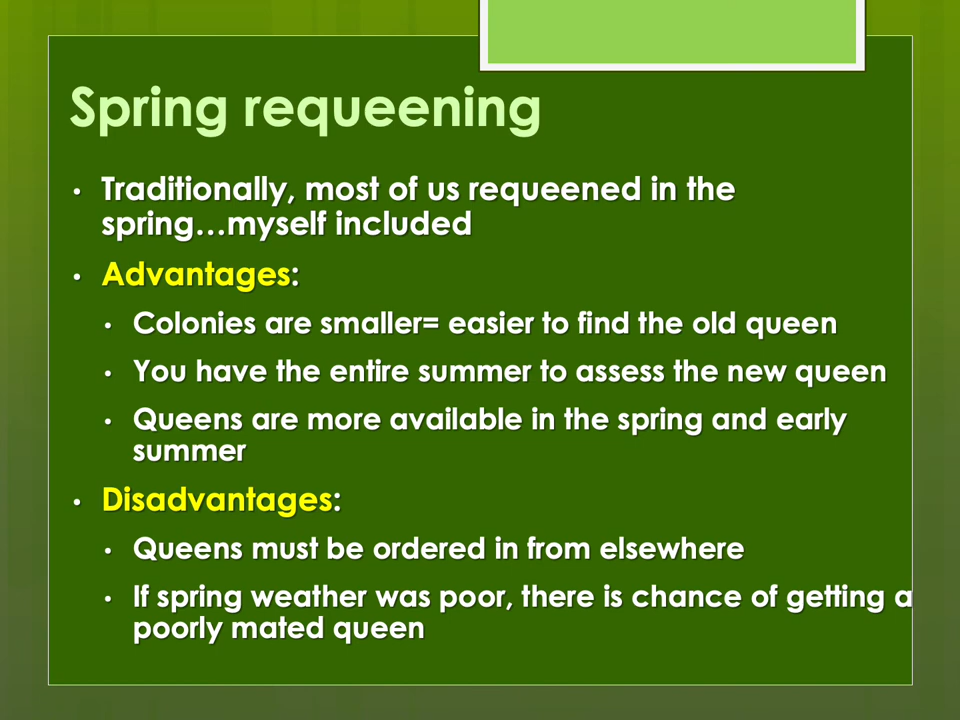 Spring requeening
• Traditionally, most of us requeened in the
spring…myself included
• Advantages:
• Colonies are smaller= easier to find the old queen
• You have the entire summer to assess the new queen
• Queens are more available in the spring and early
summer
• Disadvantages:
• Queens must be ordered in from elsewhere
• If spring weather was poor, there is chance of getting a
poorly mated queen